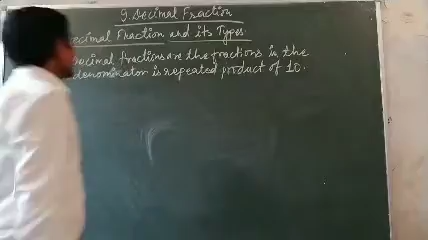 9. Decimal Fraction
ecimal Fraction and its Types.
ecimal fractions are the fractions in the
denominator is repeated product of 10.